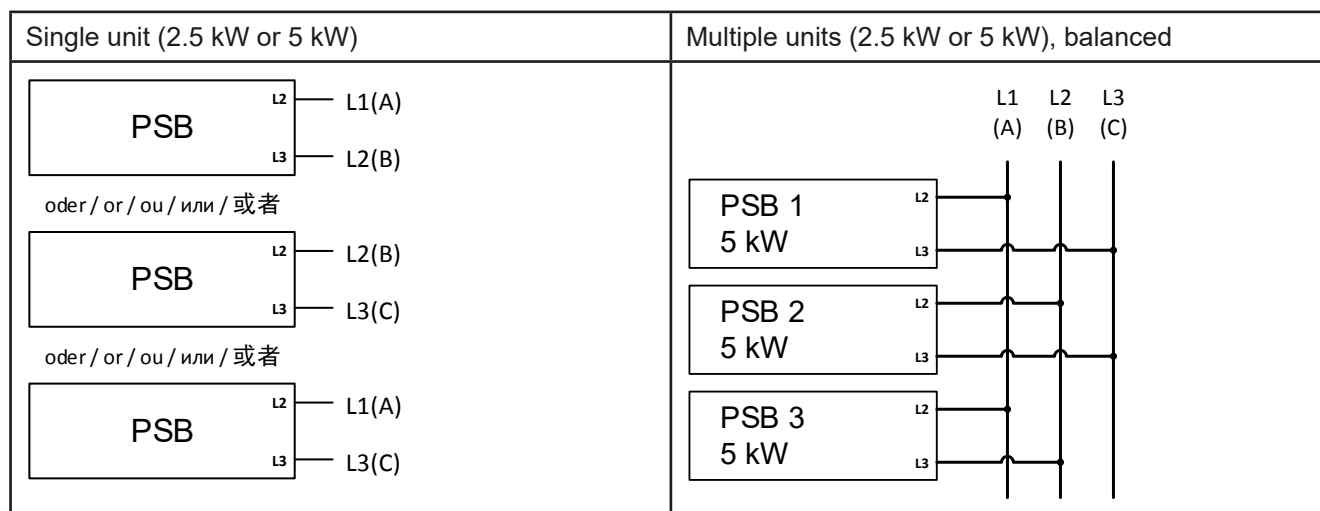 Single unit (2.5 kW or 5 kW)
PSB
L2
L1(A)
L3
L2(B)
oder / or / ou / или / 或者
PSB
L2
L2(B)
L3
L3(C)
oder / or / ou / или / 或者
PSB
L2
L1(A)
L3
L3(C)
Multiple units (2.5 kW or 5 kW), balanced
L1 L2 L3
(A) (B) (C)
PSB 1
5 kW
L2
L3
PSB 2
5 kW
L2
L3
PSB 3
5 kW
L2
L3